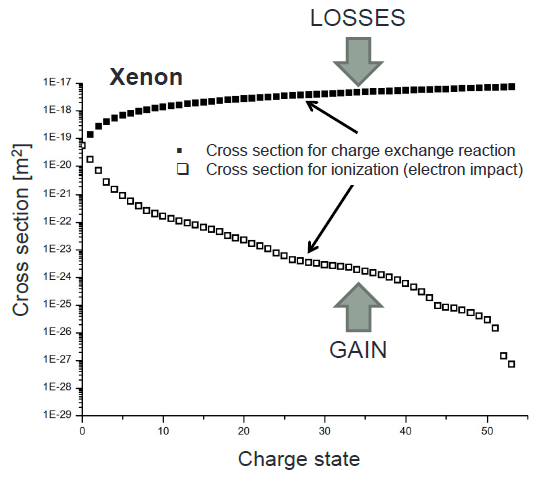 LOSSES
Xenon
1E-17
1E-18
1E-19
1E-20
1E-21
1E-22
1E-23
1E-24
1E-25
1E-26
1E-27
1E-28
1E-29
Cross section [m²]
Cross section for charge exchange reaction
Cross section for ionization (electron impact)
GAIN
0 10 20 30 40 50
Charge state